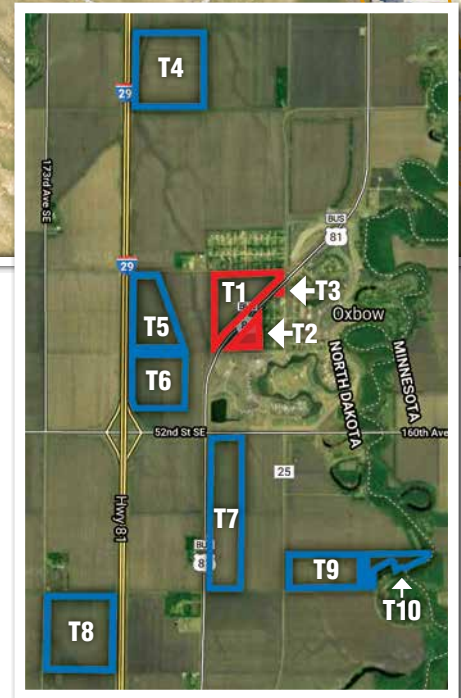 T4
29
173rd Ave SE
BUS
81
29
T1
T3
Oxbow
T5
T2
NORTH DAKOTA
MINNESOTA
T6
52nd St SE
160th Ave
25
Hwy 81
T7
BUS
T9
T10
T8